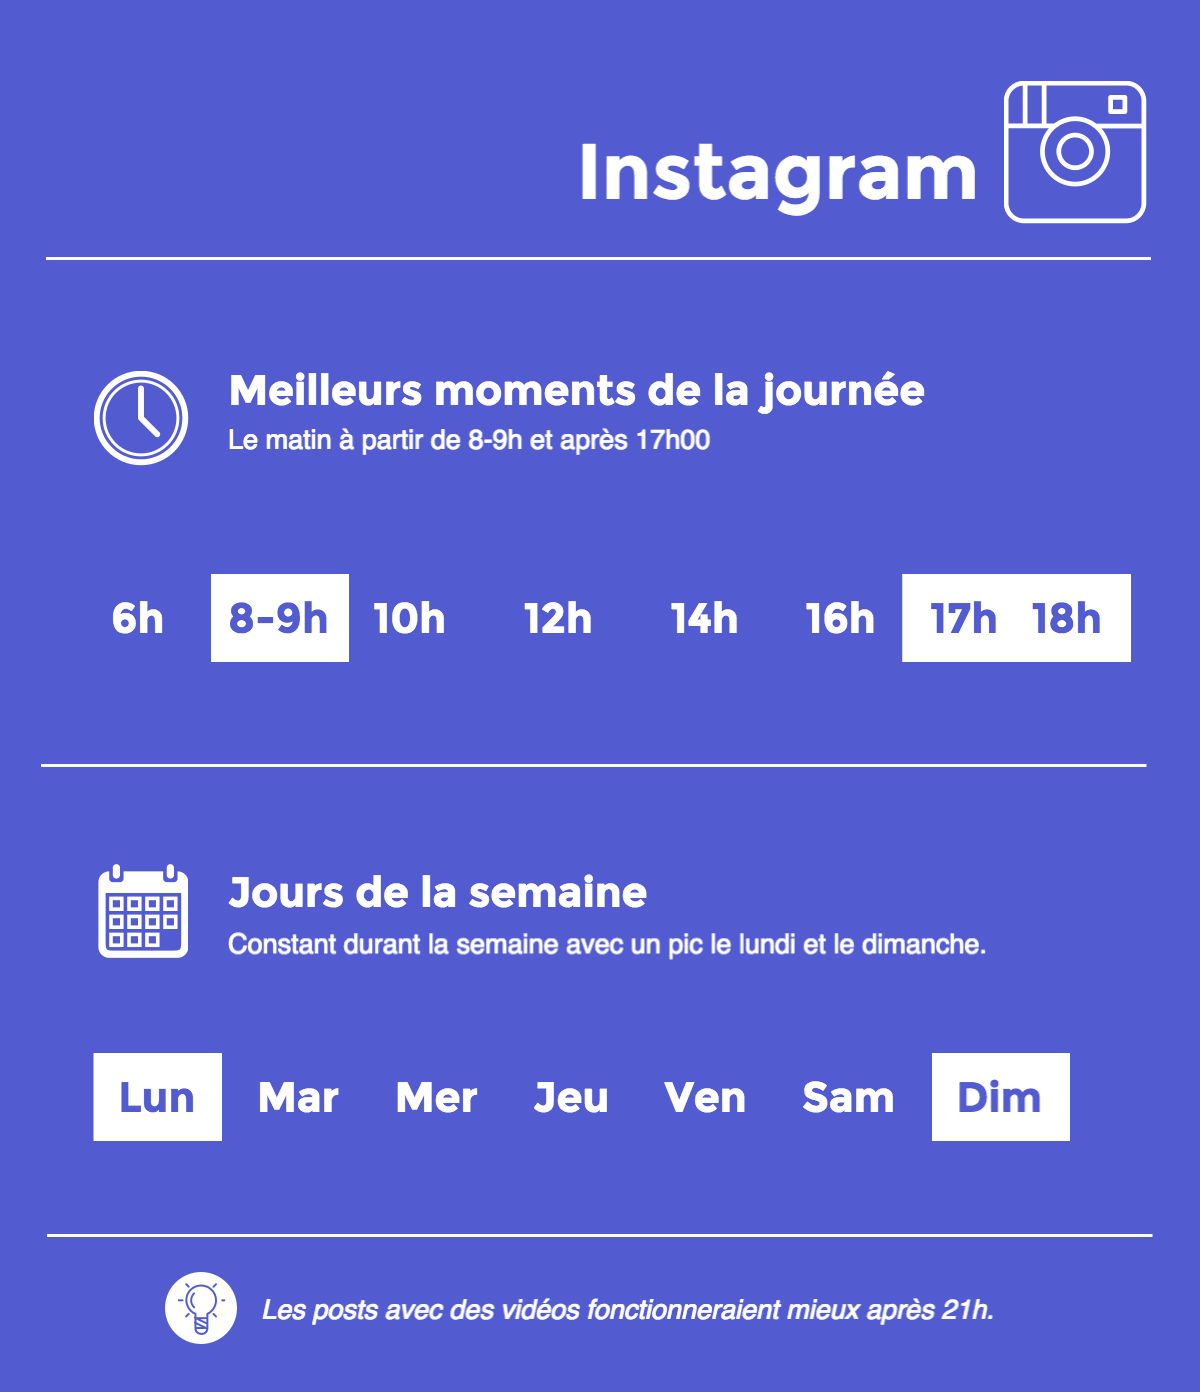 Instagram
Meilleurs moments de la journée
Le matin à partir de 8-9h et après 17h00
6h 8-9h 10h 12h 14h 16h 17h 18h
Jours de la semaine
Constant durant la semaine avec un pic le lundi et le dimanche.
Lun Mar Mer Jeu Ven Sam Dim
Les posts avec des vidéos fonctionneraient mieux après 21h.